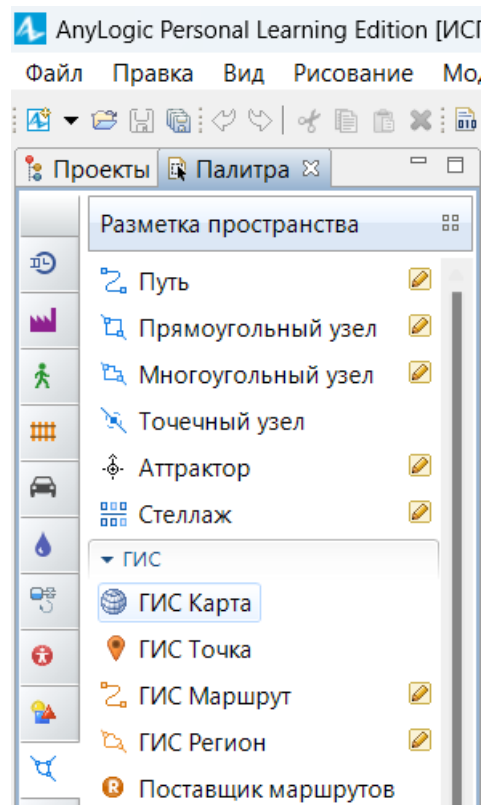 AnyLogic Personal Learning Edition [ИСП
Файл Правка Вид Рисование Мод
Проекты Палитра
Разметка пространства
Путь
Прямоугольный узел
Многоугольный узел
Точечный узел
Аттрактор
Стеллаж
ГИС
ГИС Карта
ГИС Точка
ГИС Маршрут
ГИС Регион
Поставщик маршрутов